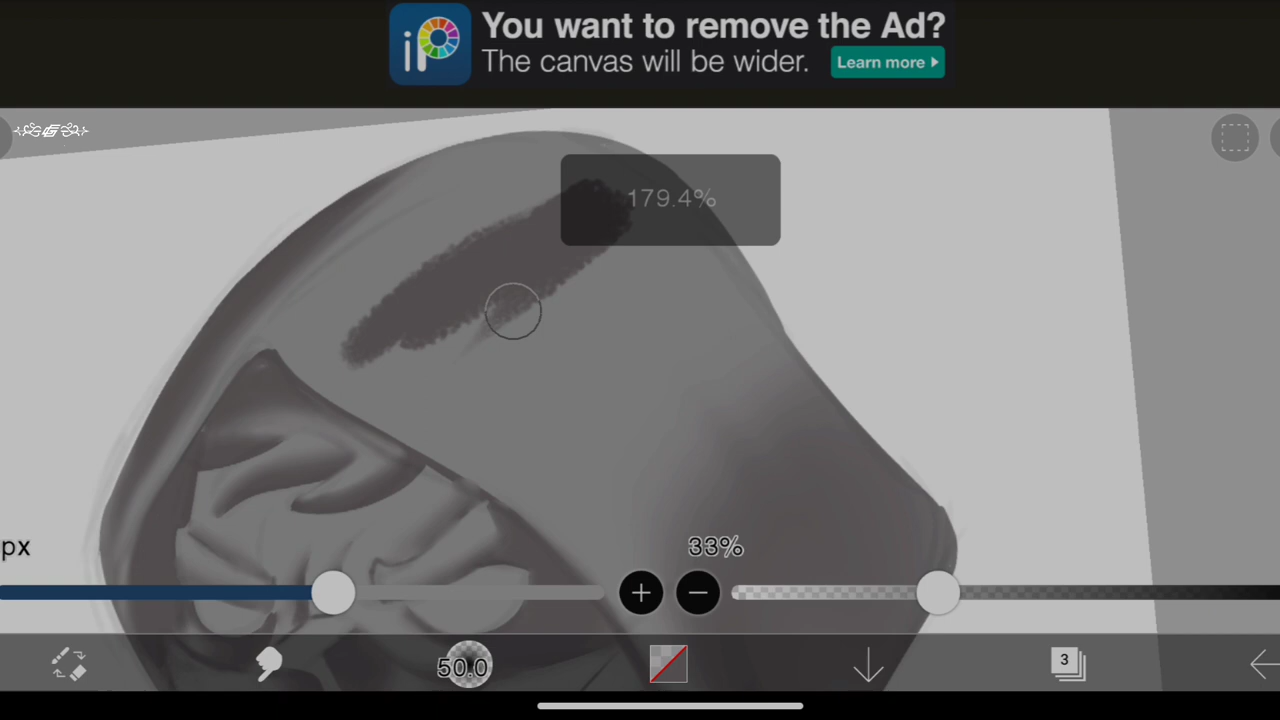 iP
You want to remove the Ad?
The canvas will be wider.
Learn more
179.4%
px
33%
50.0
3